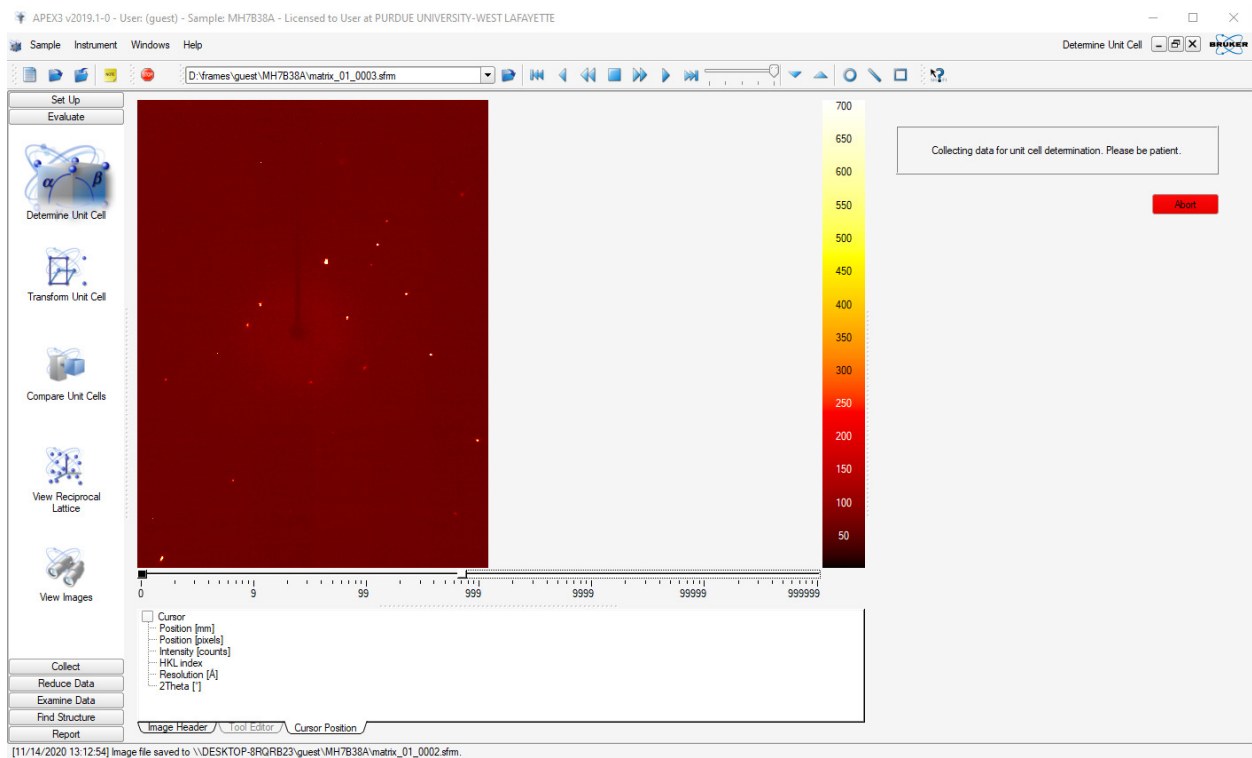 APEX3 v2019.1-0 - User: (guest) - Sample: MH7B38A - Licensed to User at PURDUE UNIVERSITY-WEST LAFAYETTE
Sample Instrument Windows Help
Determine Unit Cell
BRUKER
STOP
D:\frames\guest\MH7B38A\matrix_01_0003.sfrm
Set Up
Evaluate
α β
Determine Unit Cell
Transform Unit Cell
Compare Unit Cells
View Reciprocal
Lattice
View Images
Collect
Reduce Data
Examine Data
Find Structure
Report
700
650
600
550
500
450
400
350
300
250
200
150
100
50
0 9 99 999 9999 99999 999999
Cursor
Position [mm]
Position [pixels]
Intensity [counts]
HKL index
Resolution [Å]
2Theta [°]
Image Header Tool Editor Cursor Position
Collecting data for unit cell determination. Please be patient.
Abort
[11/14/2020 13:12:54] Image file saved to \\DESKTOP-8RQRB23\guest\MH7B38A\matrix_01_0002.sfrm.